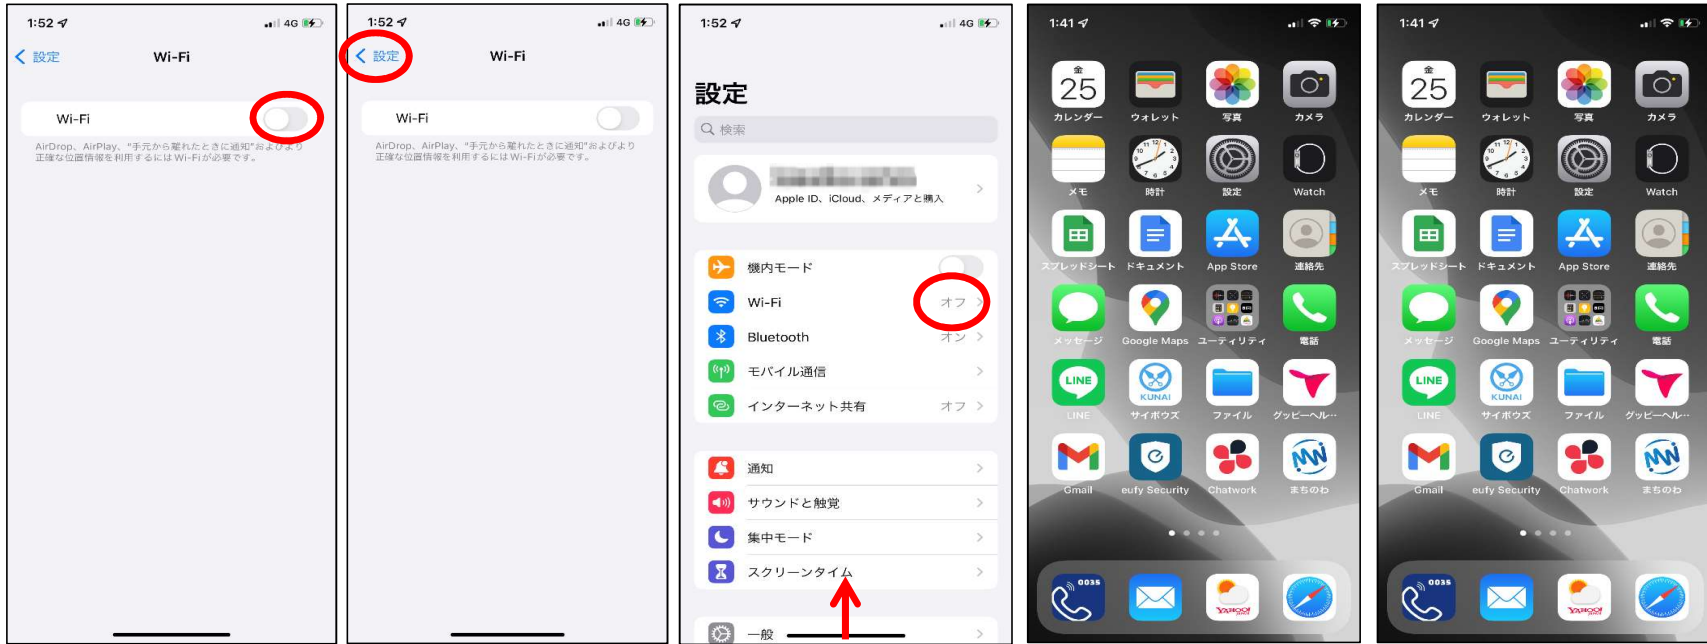 1:52
4G
設定
Wi-Fi
Wi-Fi
AirDrop、AirPlay、"手元から離れたときに通知"およびより
正確な位置情報を利用するにはWi-Fiが必要です。
1:52
4G
設定
Wi-Fi
Wi-Fi
AirDrop、AirPlay、"手元から離れたときに通知"およびより
正確な位置情報を利用するにはWi-Fiが必要です。
1:52
4G
設定
検索
Apple ID、iCloud、メディアと購入
機内モード
Wi-Fi オフ
Bluetooth オン
モバイル通信
インターネット共有 オフ
通知
サウンドと触覚
集中モード
スクリーンタイム
一般
1:41
金
25
カレンダー ウォレット 写真 カメラ
メモ 時計 設定 Watch
スプレッドシート ドキュメント App Store 連絡先
メッセージ Google Maps ユーティリティ 電話
LINE
KUNAI
LINE サイボウズ ファイル グッピーヘル…
Gmail eufy Security Chatwork まちのわ
0035
YAHOO!
1:41
金
25
カレンダー ウォレット 写真 カメラ
メモ 時計 設定 Watch
スプレッドシート ドキュメント App Store 連絡先
メッセージ Google Maps ユーティリティ 電話
LINE
KUNAI
LINE サイボウズ ファイル グッピーヘル…
Gmail eufy Security Chatwork まちのわ
0035
YAHOO!